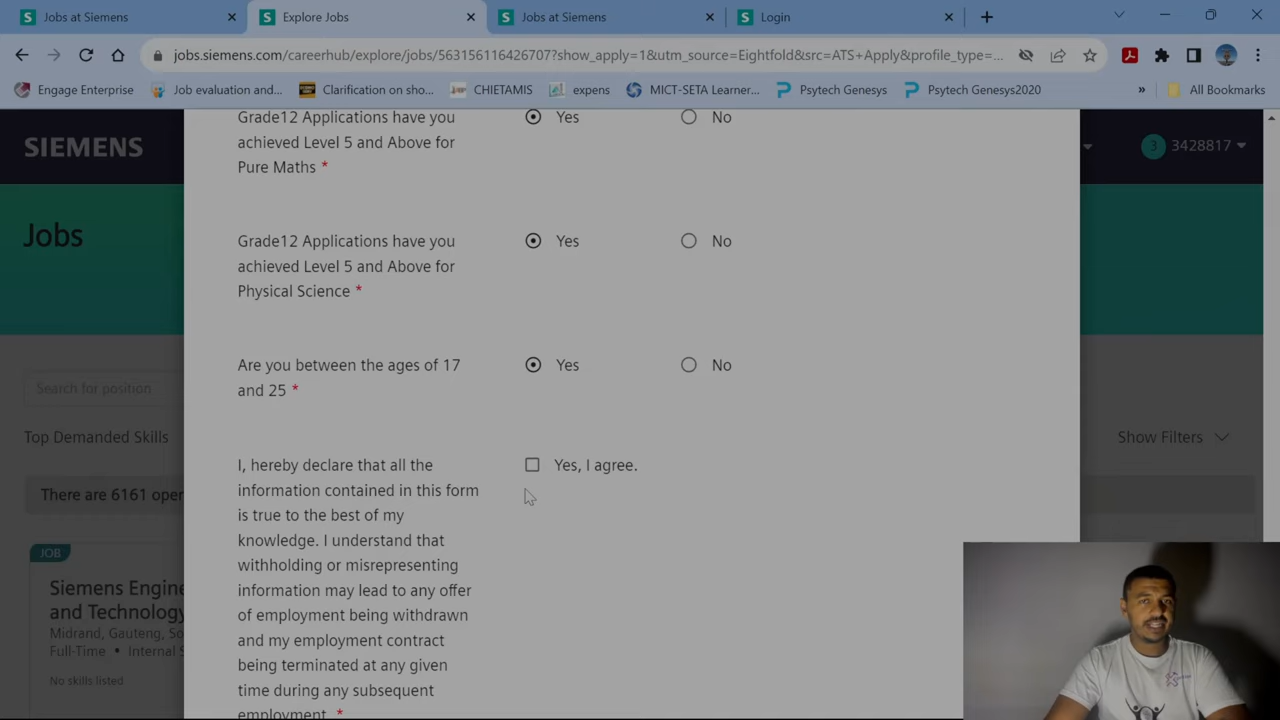 Jobs at Siemens
Explore Jobs
Jobs at Siemens
Login
jobs.siemens.com/careerhub/explore/jobs/563156116426707?show_apply=1&utm_source=Eightfold&src=ATS+Apply&profile_type=...
Engage Enterprise
Job evaluation and...
Clarification on sho...
CHIETAMIS
expens
MICT-SETA Learner...
Psytech Genesys
Psytech Genesys2020
»
All Bookmarks
SIEMENS
3 3428817
Jobs
Search for position
Top Demanded Skills
Show Filters
There are 6161 oper
JOB
Siemens Engine
and Technology
Midrand, Gauteng, So
Full-Time • Internal S
No skills listed
Grade12 Applications have you Yes No
achieved Level 5 and Above for
Pure Maths *
Grade12 Applications have you Yes No
achieved Level 5 and Above for
Physical Science *
Are you between the ages of 17 Yes No
and 25 *
I, hereby declare that all the Yes, I agree.
information contained in this form
is true to the best of my
knowledge. I understand that
withholding or misrepresenting
information may lead to any offer
of employment being withdrawn
and my employment contract
being terminated at any given
time during any subsequent
employment. *